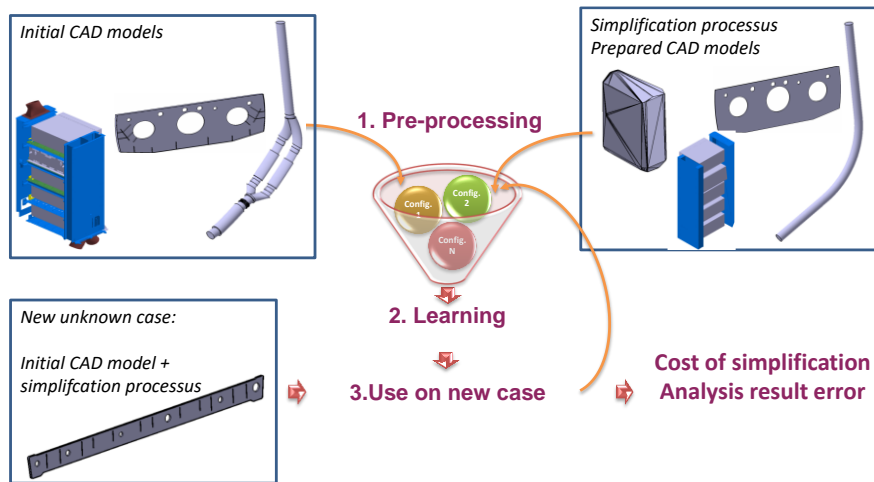 Initial CAD models
Simplification processus
Prepared CAD models
1. Pre-processing
Config.
1
Config.
2
Config.
N
2. Learning
New unknown case:
Initial CAD model +
simplifcation processus
3.Use on new case
Cost of simplification
Analysis result error